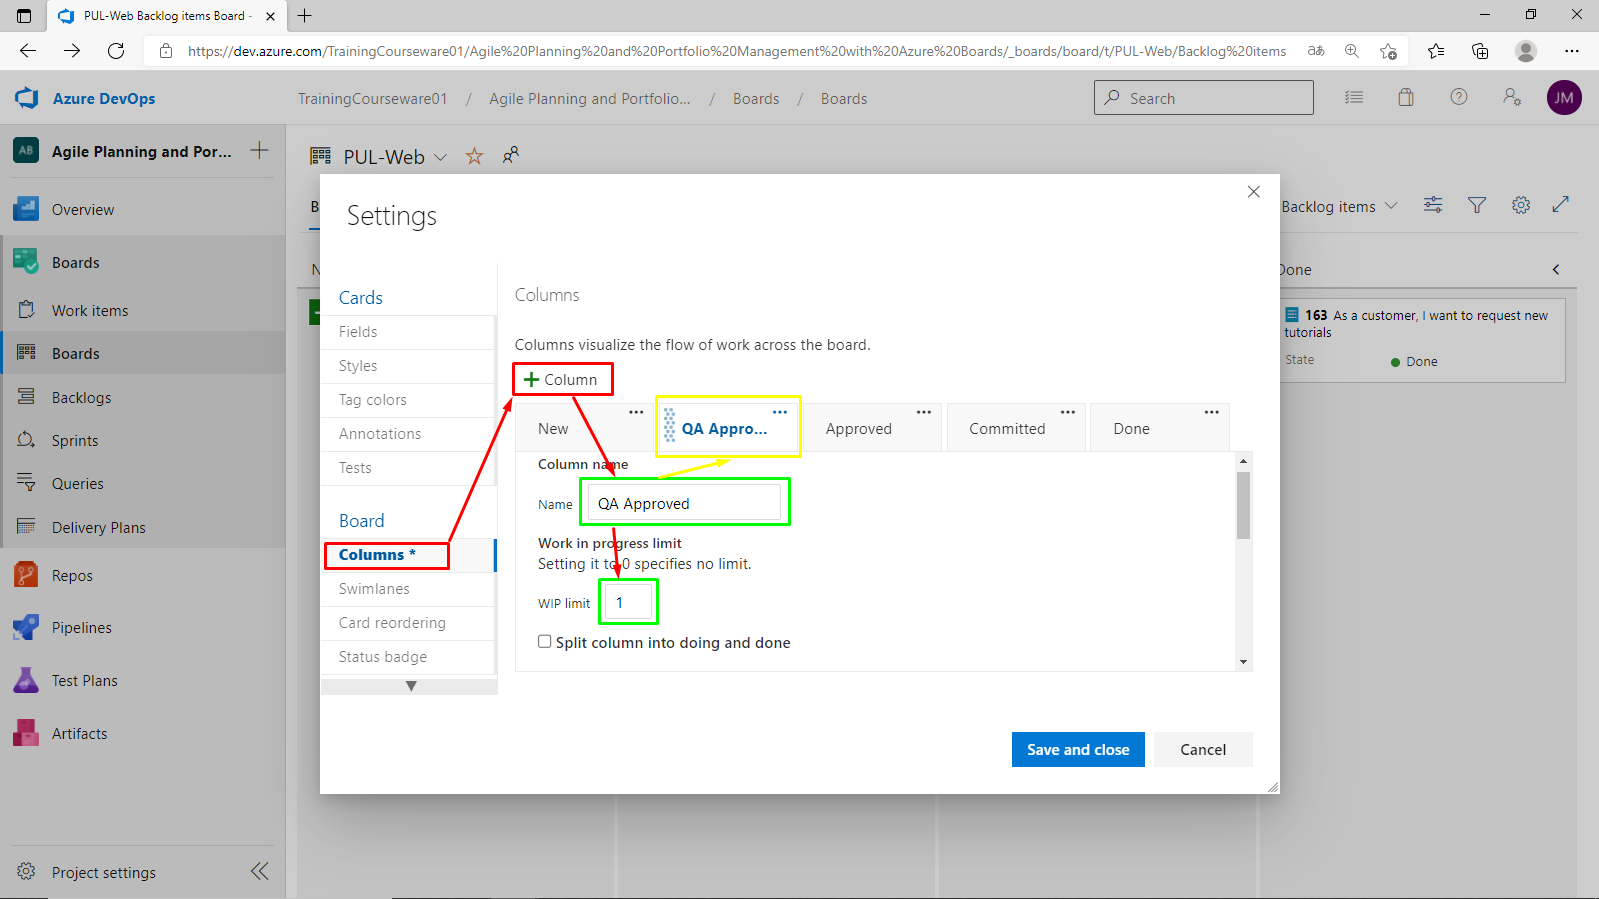 PUL-Web Backlog items Board -
https://dev.azure.com/TrainingCourseware01/Agile%20Planning%20and%20Portfolio%20Management%20with%20Azure%20Boards/_boards/board/t/PUL-Web/Backlog%20items
Azure DevOps
TrainingCourseware01 / Agile Planning and Portfolio... / Boards / Boards
Search
JM
AB Agile Planning and Por...
Overview
Boards
Work items
Boards
Backlogs
Sprints
Queries
Delivery Plans
Repos
Pipelines
Test Plans
Artifacts
Project settings
PUL-Web
B
Backlog items
N
Done
163 As a customer, I want to request new
tutorials
State Done
Settings
Cards
Fields
Styles
Tag colors
Annotations
Tests
Board
Columns *
Swimlanes
Card reordering
Status badge
Columns
Columns visualize the flow of work across the board.
+ Column
New
QA Appro...
Approved
Committed
Done
Column name
Name QA Approved
Work in progress limit
Setting it to 0 specifies no limit.
WIP limit 1
Split column into doing and done
Save and close
Cancel